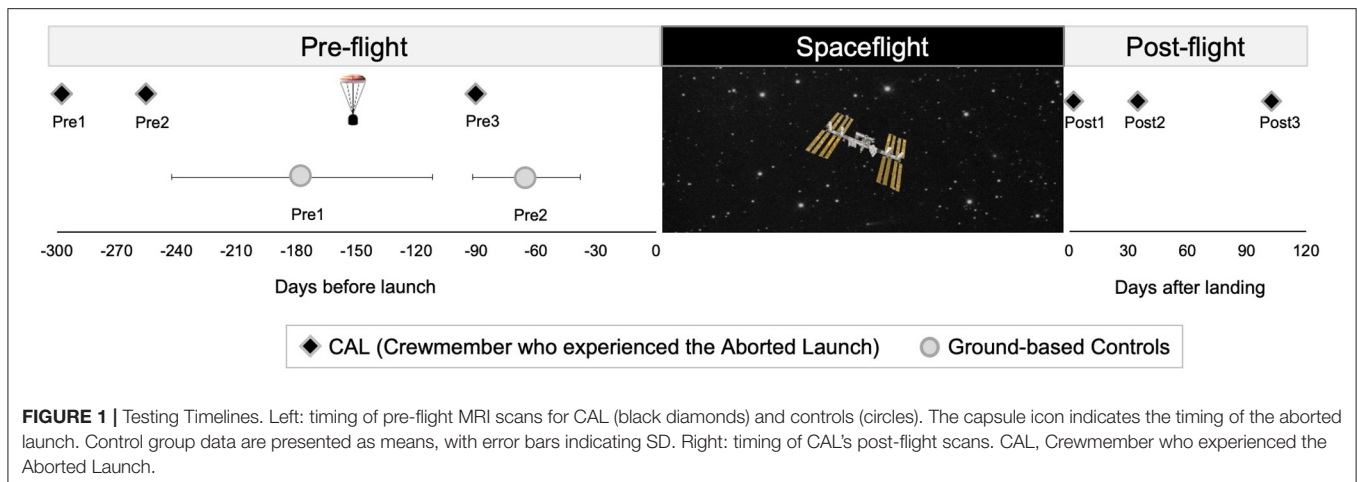 Pre-flight Spaceflight Post-flight
Pre1 Pre2 Pre3 Post1 Post2 Post3
Pre1 Pre2
-300 -270 -240 -210 -180 -150 -120 -90 -60 -30 0 0 30 60 90 120
Days before launch Days after landing
CAL (Crewmember who experienced the Aborted Launch) Ground-based Controls
FIGURE 1 | Testing Timelines. Left: timing of pre-flight MRI scans for CAL (black diamonds) and controls (circles). The capsule icon indicates the timing of the aborted
launch. Control group data are presented as means, with error bars indicating SD. Right: timing of CAL's post-flight scans. CAL, Crewmember who experienced the
Aborted Launch.